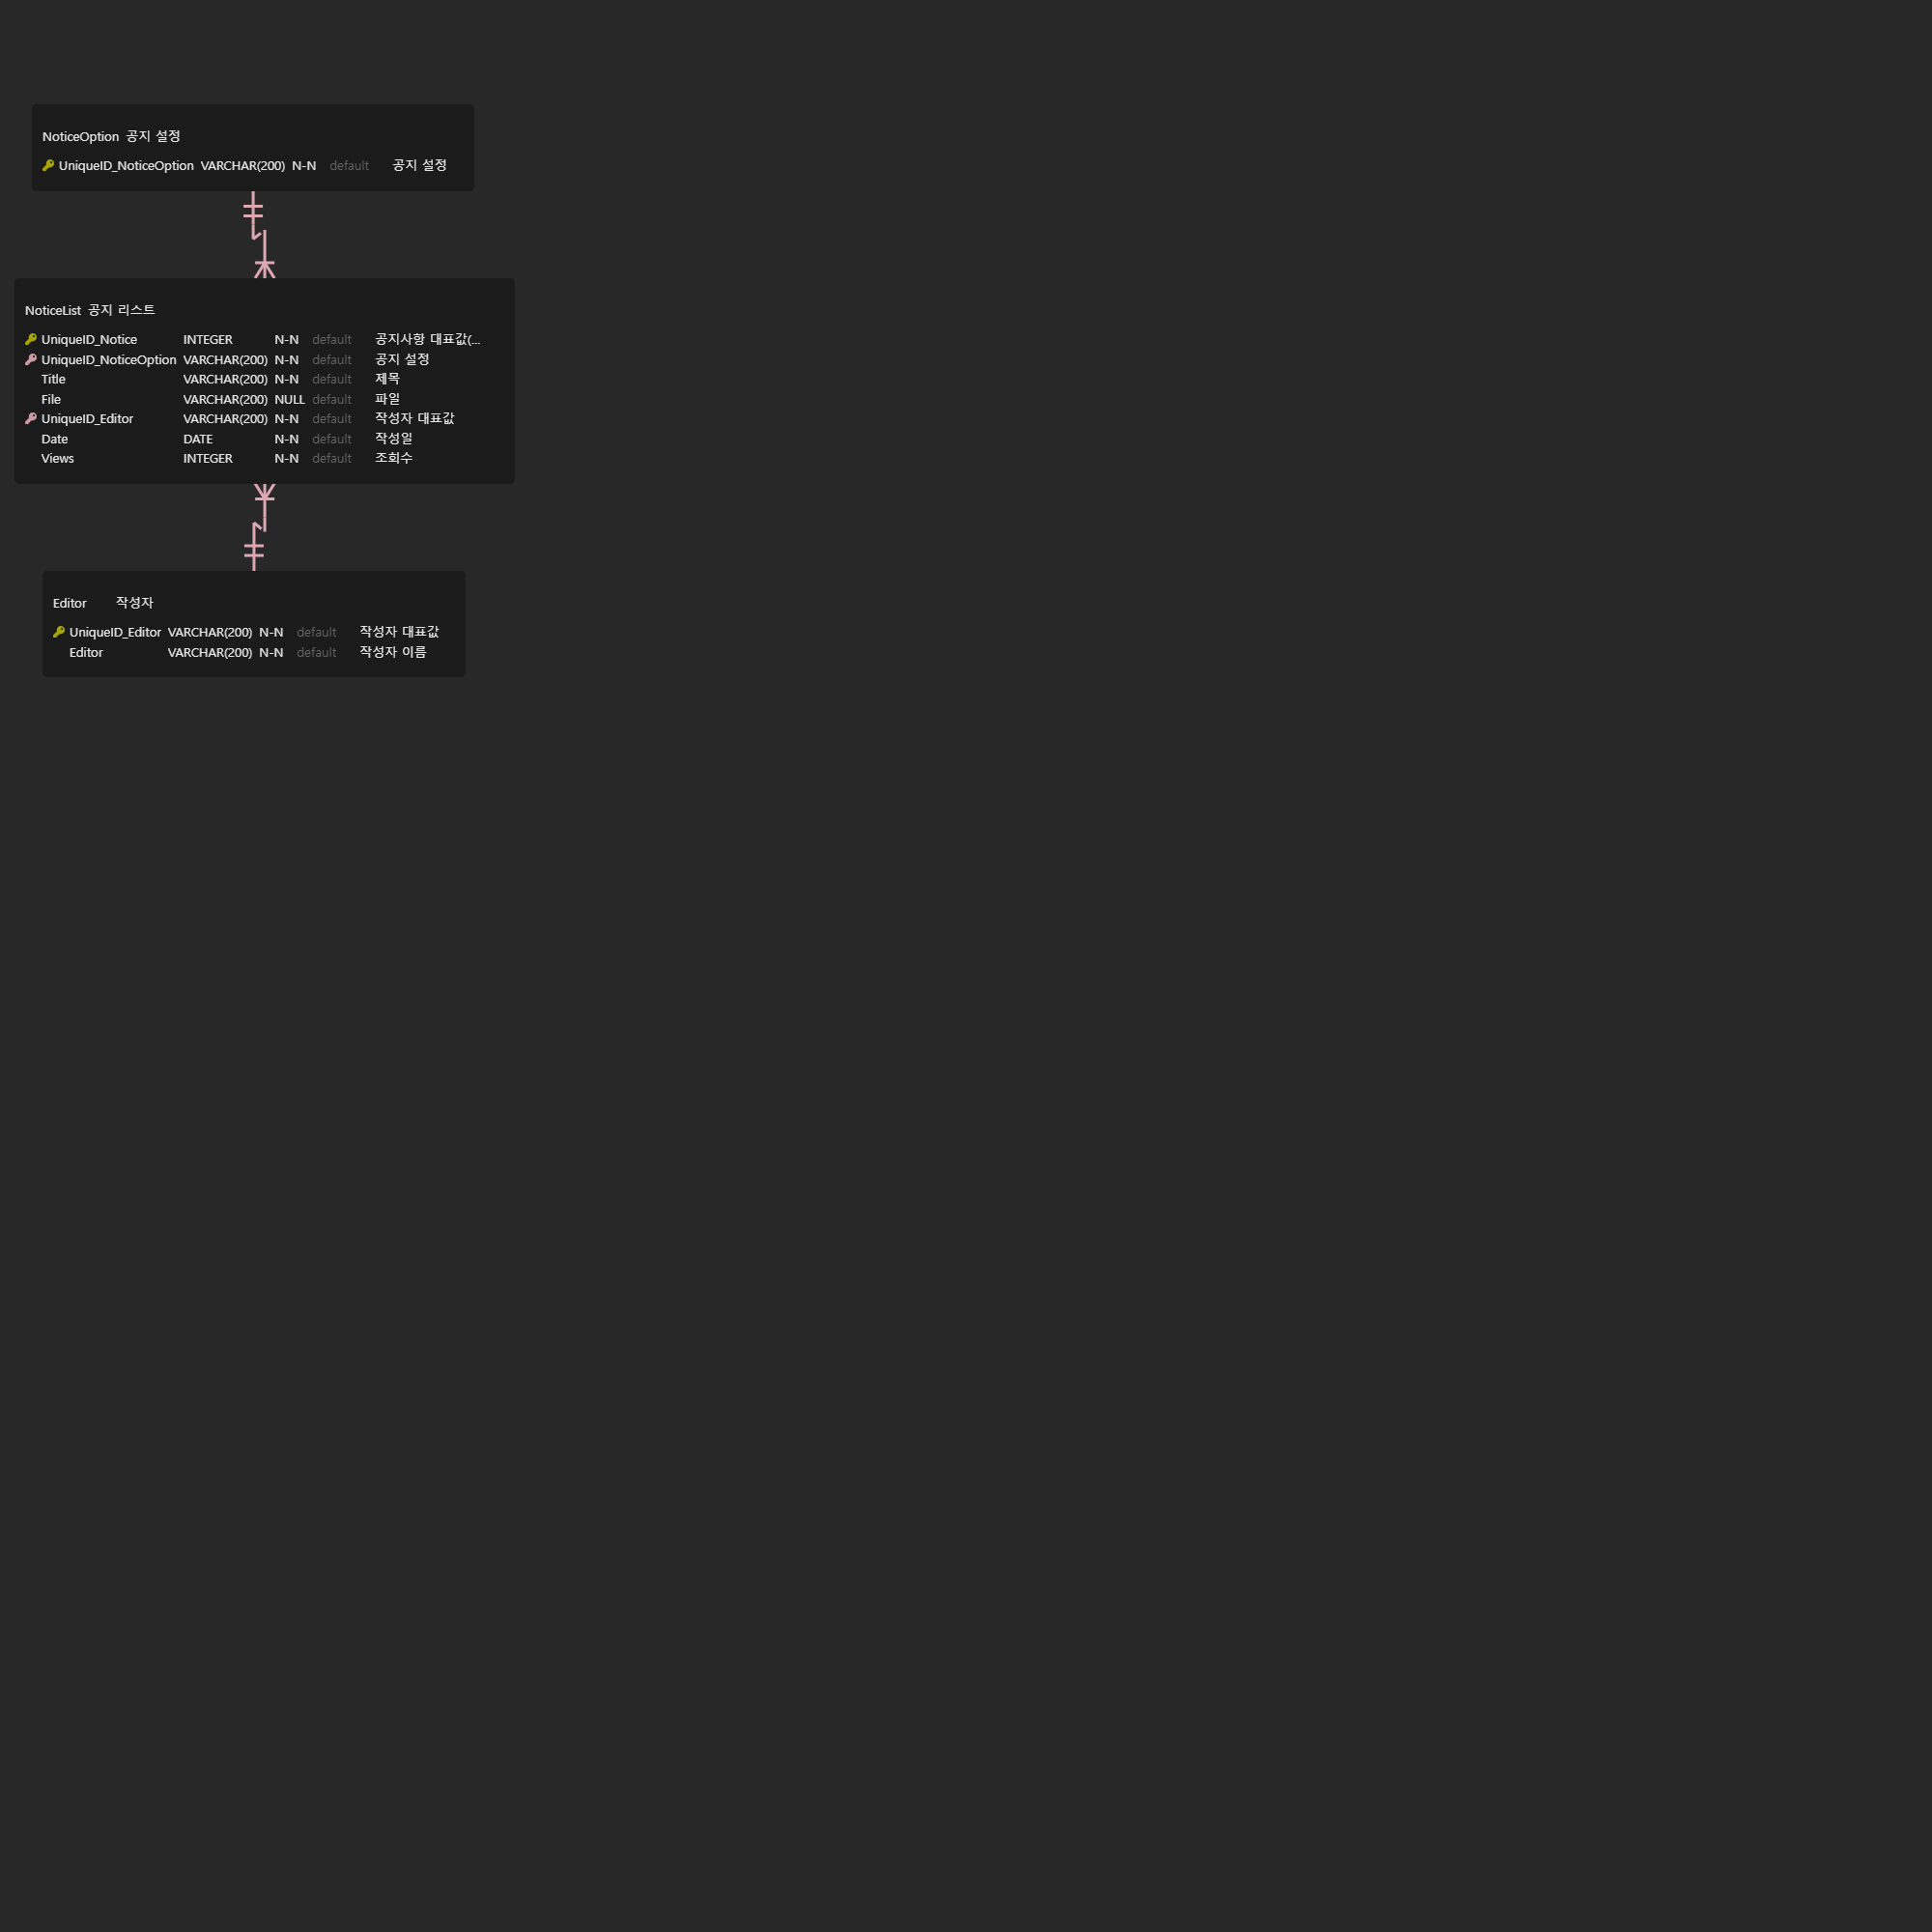 NoticeOption 공지 설정
UniqueID_NoticeOption VARCHAR(200) N-N default 공지 설정
NoticeList 공지 리스트
UniqueID_Notice INTEGER N-N default 공지사항 대표값(...
UniqueID_NoticeOption VARCHAR(200) N-N default 공지 설정
Title VARCHAR(200) N-N default 제목
File VARCHAR(200) NULL default 파일
UniqueID_Editor VARCHAR(200) N-N default 작성자 대표값
Date DATE N-N default 작성일
Views INTEGER N-N default 조회수
Editor 작성자
UniqueID_Editor VARCHAR(200) N-N default 작성자 대표값
Editor VARCHAR(200) N-N default 작성자 이름